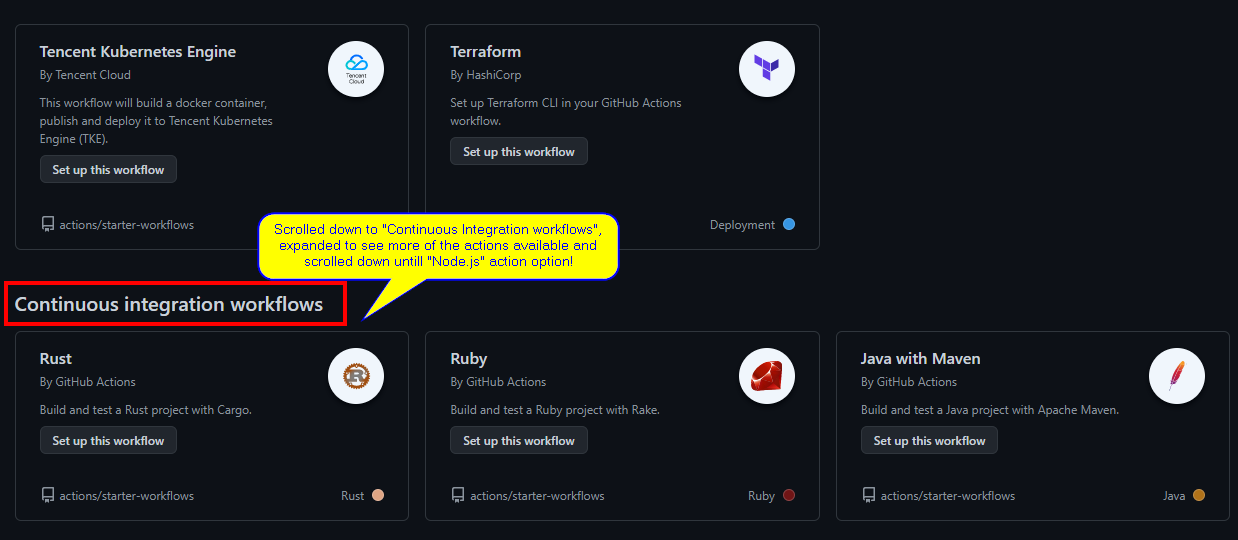 Tencent Kubernetes Engine
By Tencent Cloud
This workflow will build a docker container,
publish and deploy it to Tencent Kubernetes
Engine (TKE).
Set up this workflow
actions/starter-workflows
Tencent
Cloud
Terraform
By HashiCorp
Set up Terraform CLI in your GitHub Actions
workflow.
Set up this workflow
Deployment
Scrolled down to "Continuous Integration workflows",
expanded to see more of the actions available and
scrolled down untill "Node.js" action option!
Continuous integration workflows
Rust
By GitHub Actions
Build and test a Rust project with Cargo.
Set up this workflow
actions/starter-workflows
Rust
R
Ruby
By GitHub Actions
Build and test a Ruby project with Rake.
Set up this workflow
actions/starter-workflows
Ruby
Java with Maven
By GitHub Actions
Build and test a Java project with Apache Maven.
Set up this workflow
actions/starter-workflows
Java